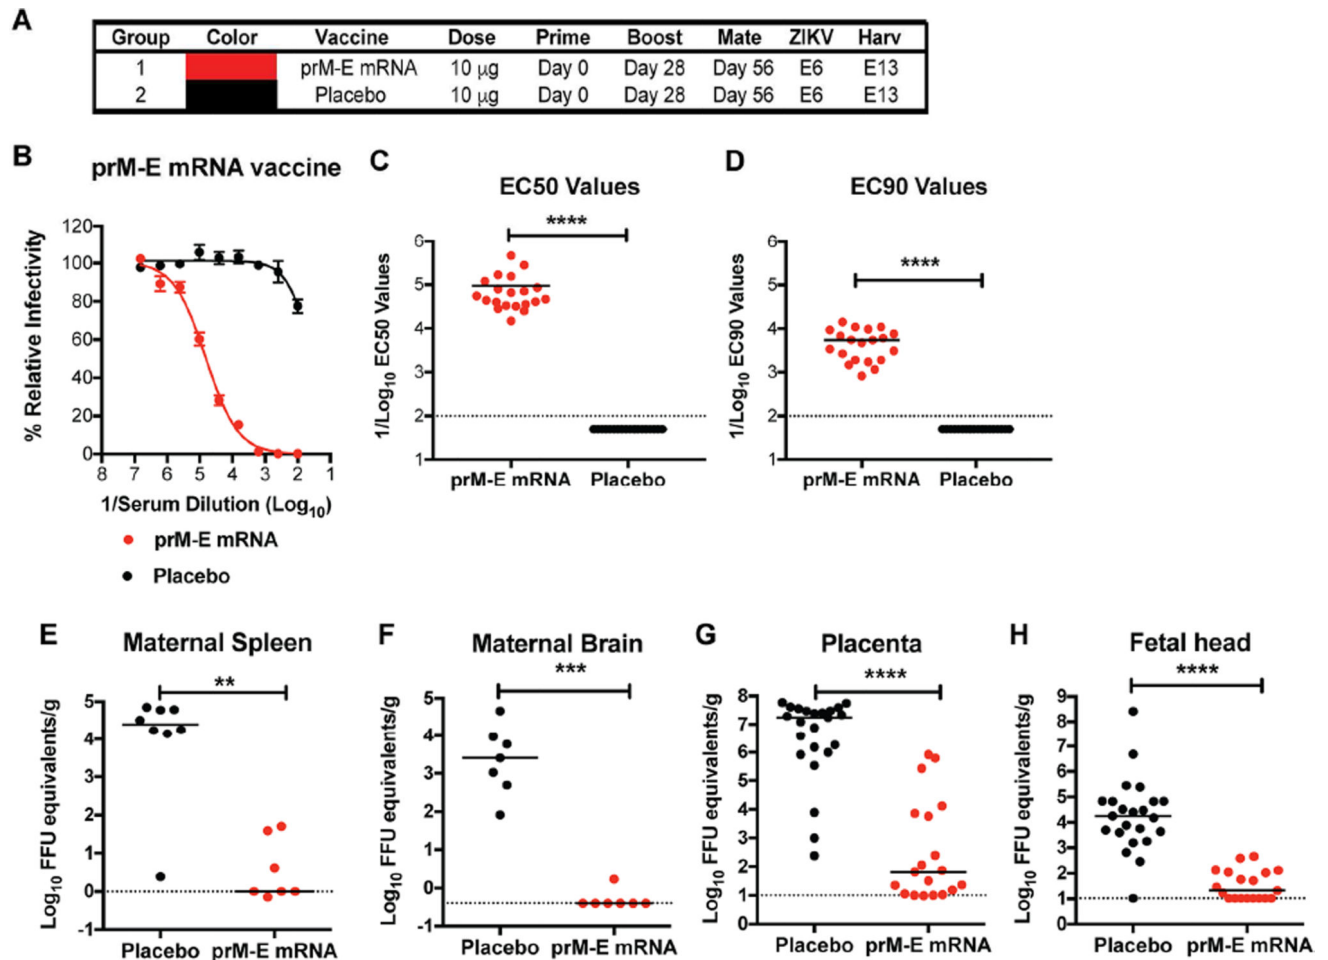 A
Group Color Vaccine Dose Prime Boost Mate ZIKV Harv
1 prM-E mRNA 10 μg Day 0 Day 28 Day 56 E6 E13
2 Placebo 10 μg Day 0 Day 28 Day 56 E6 E13
B
prM-E mRNA vaccine
% Relative Infectivity
120
100
80
60
40
20
0
8 7 6 5 4 3 2 1
1/Serum Dilution (Log10)
prM-E mRNA
Placebo
C
EC50 Values
****
1/Log10 EC50 Values
6
5
4
3
2
1
prM-E mRNA Placebo
D
EC90 Values
****
1/Log10 EC90 Values
6
5
4
3
2
1
prM-E mRNA Placebo
E
Maternal Spleen
**
Log10 FFU equivalents/g
5
4
3
2
1
0
-1
Placebo prM-E mRNA
F
Maternal Brain
***
Log10 FFU equivalents/g
5
4
3
2
1
0
-1
Placebo prM-E mRNA
G
Placenta
****
Log10 FFU equivalents/g
8
7
6
5
4
3
2
1
0
Placebo prM-E mRNA
H
Fetal head
****
Log10 FFU equivalents/g
9
8
7
6
5
4
3
2
1
0
Placebo prM-E mRNA